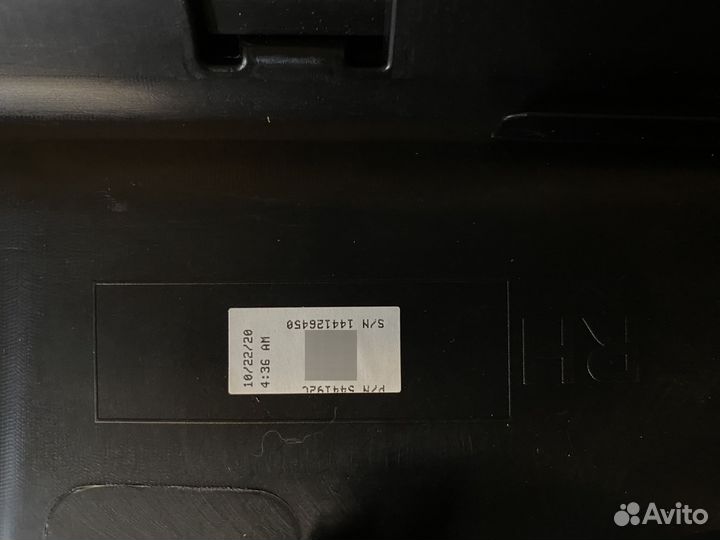 S/N 144126450
10/22/20
4:36 AM
P/N 544192C
RH
Avito